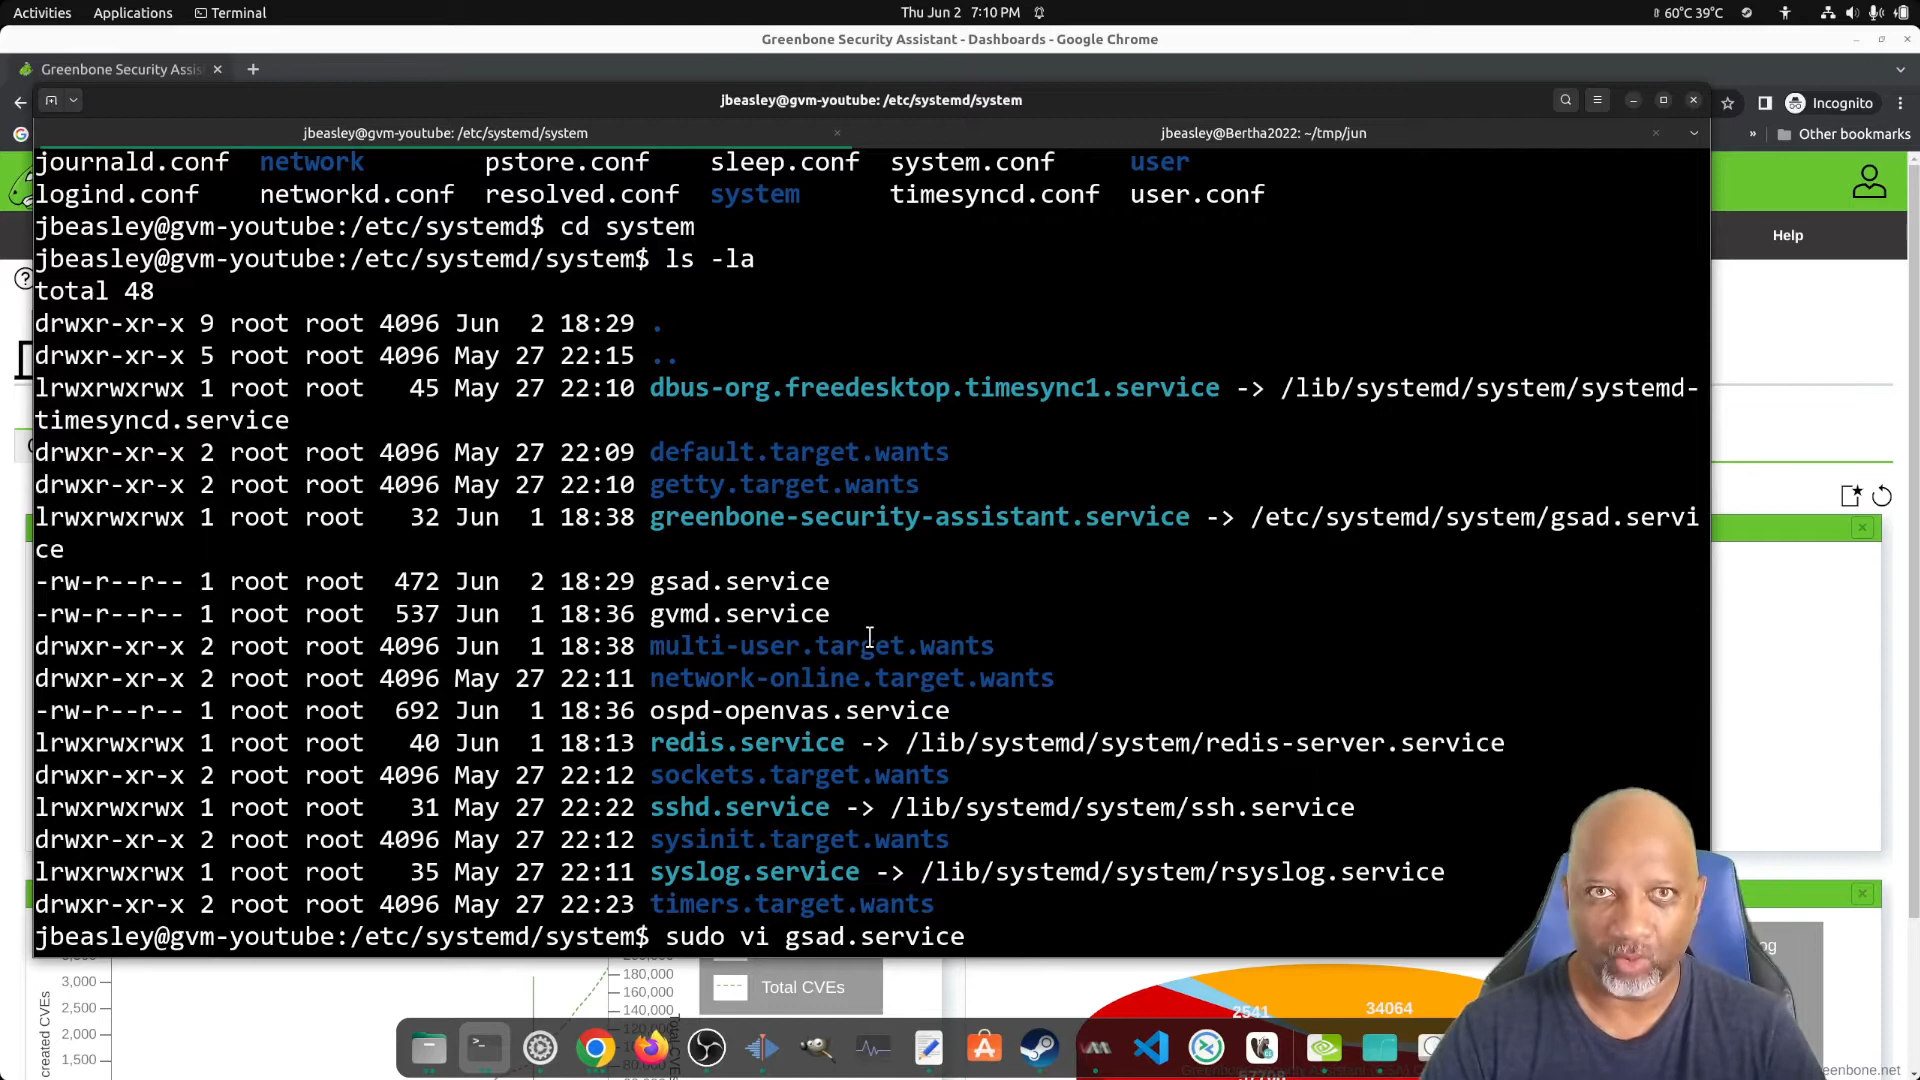 Activities Applications Terminal Thu Jun 2 7:10 PM 60°C 39°C
Greenbone Security Assistant - Dashboards - Google Chrome
Greenbone Security Assis
jbeasley@gvm-youtube: /etc/systemd/system
Incognito
jbeasley@gvm-youtube: /etc/systemd/system jbeasley@Bertha2022: ~/tmp/jun
Other bookmarks
journald.conf network pstore.conf sleep.conf system.conf user
logind.conf networkd.conf resolved.conf system timesyncd.conf user.conf
jbeasley@gvm-youtube:/etc/systemd$ cd system
Help
jbeasley@gvm-youtube:/etc/systemd/system$ ls -la
total 48
drwxr-xr-x 9 root root 4096 Jun 2 18:29 .
drwxr-xr-x 5 root root 4096 May 27 22:15 ..
lrwxrwxrwx 1 root root 45 May 27 22:10 dbus-org.freedesktop.timesync1.service -> /lib/systemd/system/systemd-
timesyncd.service
drwxr-xr-x 2 root root 4096 May 27 22:09 default.target.wants
drwxr-xr-x 2 root root 4096 May 27 22:10 getty.target.wants
lrwxrwxrwx 1 root root 32 Jun 1 18:38 greenbone-security-assistant.service -> /etc/systemd/system/gsad.servi
ce
-rw-r--r-- 1 root root 472 Jun 2 18:29 gsad.service
-rw-r--r-- 1 root root 537 Jun 1 18:36 gvmd.service
drwxr-xr-x 2 root root 4096 Jun 1 18:38 multi-user.target.wants
drwxr-xr-x 2 root root 4096 May 27 22:11 network-online.target.wants
-rw-r--r-- 1 root root 692 Jun 1 18:36 ospd-openvas.service
lrwxrwxrwx 1 root root 40 Jun 1 18:13 redis.service -> /lib/systemd/system/redis-server.service
drwxr-xr-x 2 root root 4096 May 27 22:12 sockets.target.wants
lrwxrwxrwx 1 root root 31 May 27 22:22 sshd.service -> /lib/systemd/system/ssh.service
drwxr-xr-x 2 root root 4096 May 27 22:12 sysinit.target.wants
lrwxrwxrwx 1 root root 35 May 27 22:11 syslog.service -> /lib/systemd/system/rsyslog.service
drwxr-xr-x 2 root root 4096 May 27 22:23 timers.target.wants
jbeasley@gvm-youtube:/etc/systemd/system$ sudo vi gsad.service
180,000
3,000 160,000 Total CVEs
2,500 140,000 2541 34064
2,000 120,000
1,500 100,000
created CVEs
eenbone.net